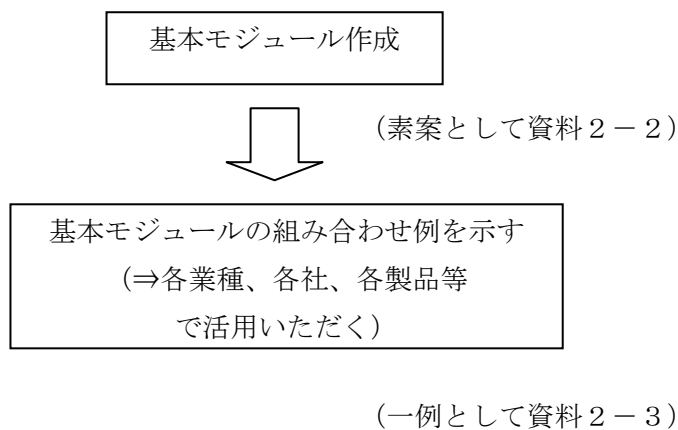 基本モジュール作成
（素案として資料２－２）
基本モジュールの組み合わせ例を示す
（⇒各業種、各社、各製品等
で活用いただく）
（一例として資料２－３）